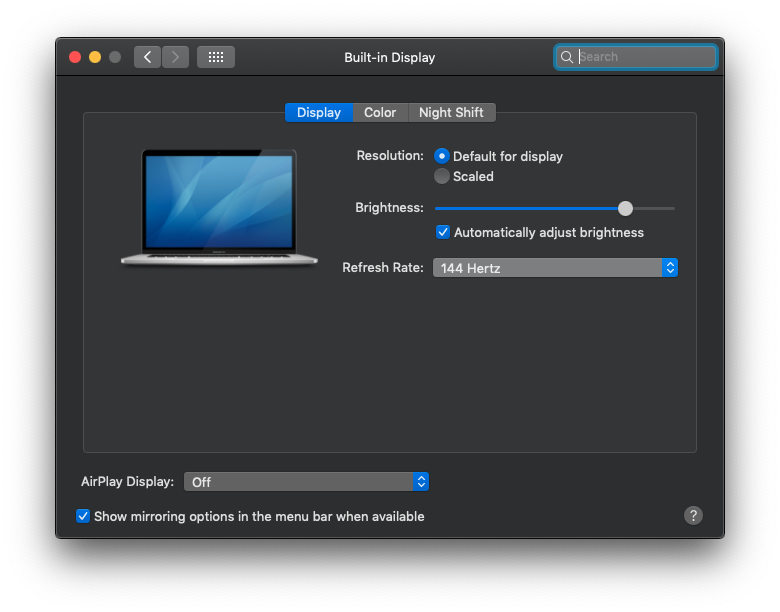 Built-in Display
Search
Display Color Night Shift
Resolution: Default for display
Scaled
Brightness:
Automatically adjust brightness
Refresh Rate: 144 Hertz
AirPlay Display: Off
Show mirroring options in the menu bar when available
?